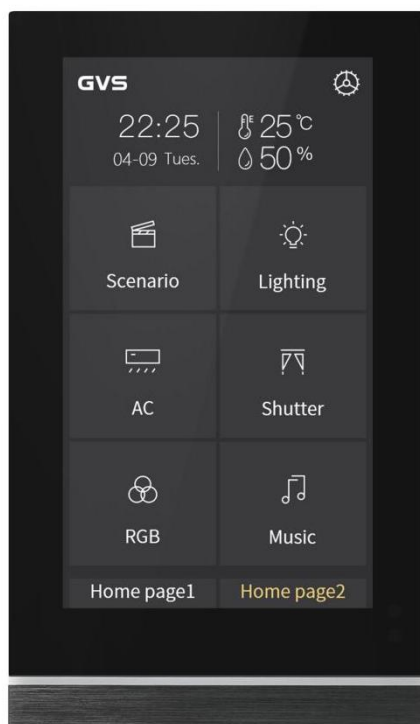 GVS
22:25
04-09 Tues.
E 25 °C
50 %
Scenario
Lighting
AC
Shutter
RGB
Music
Home page1
Home page2